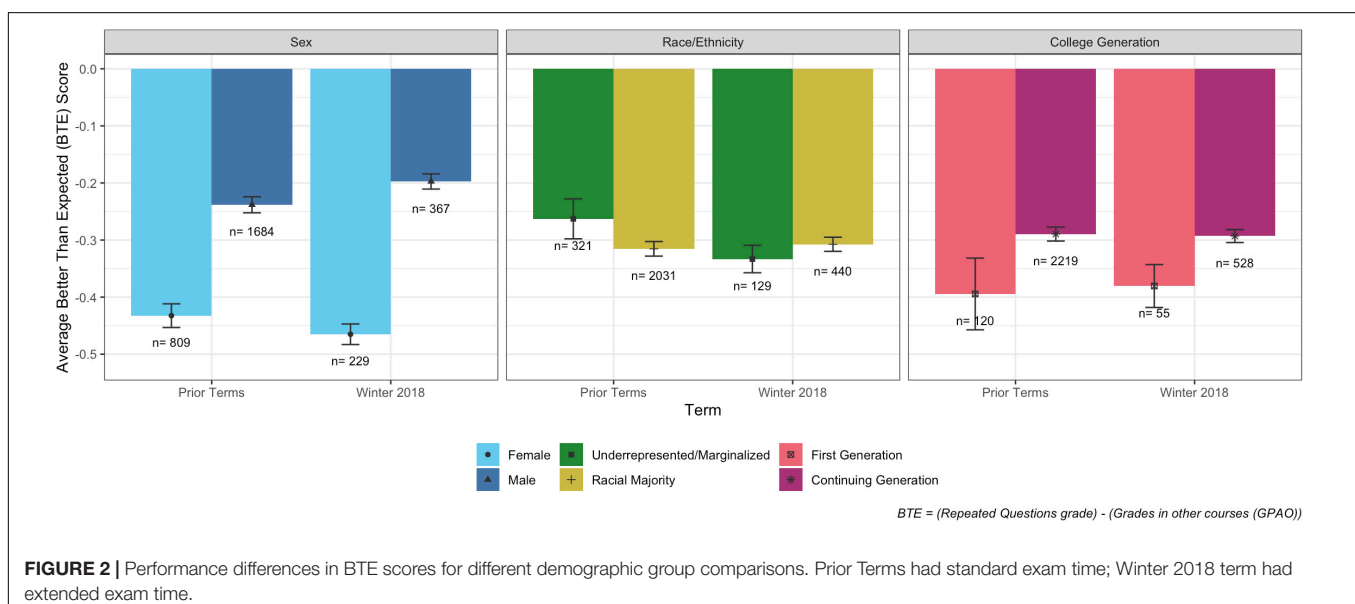 Sex
Race/Ethnicity
College Generation
Average Better Than Expected (BTE) Score
0.0
-0.1
-0.2
-0.3
-0.4
-0.5
n= 809
n= 1684
n= 229
n= 367
n= 321
n= 2031
n= 129
n= 440
n= 120
n= 2219
n= 55
n= 528
Prior Terms
Winter 2018
Prior Terms
Winter 2018
Prior Terms
Winter 2018
Term
Female
Underrepresented/Marginalized
First Generation
Male
Racial Majority
Continuing Generation
BTE = (Repeated Questions grade) - (Grades in other courses (GPAO))
FIGURE 2 | Performance differences in BTE scores for different demographic group comparisons. Prior Terms had standard exam time; Winter 2018 term had
extended exam time.